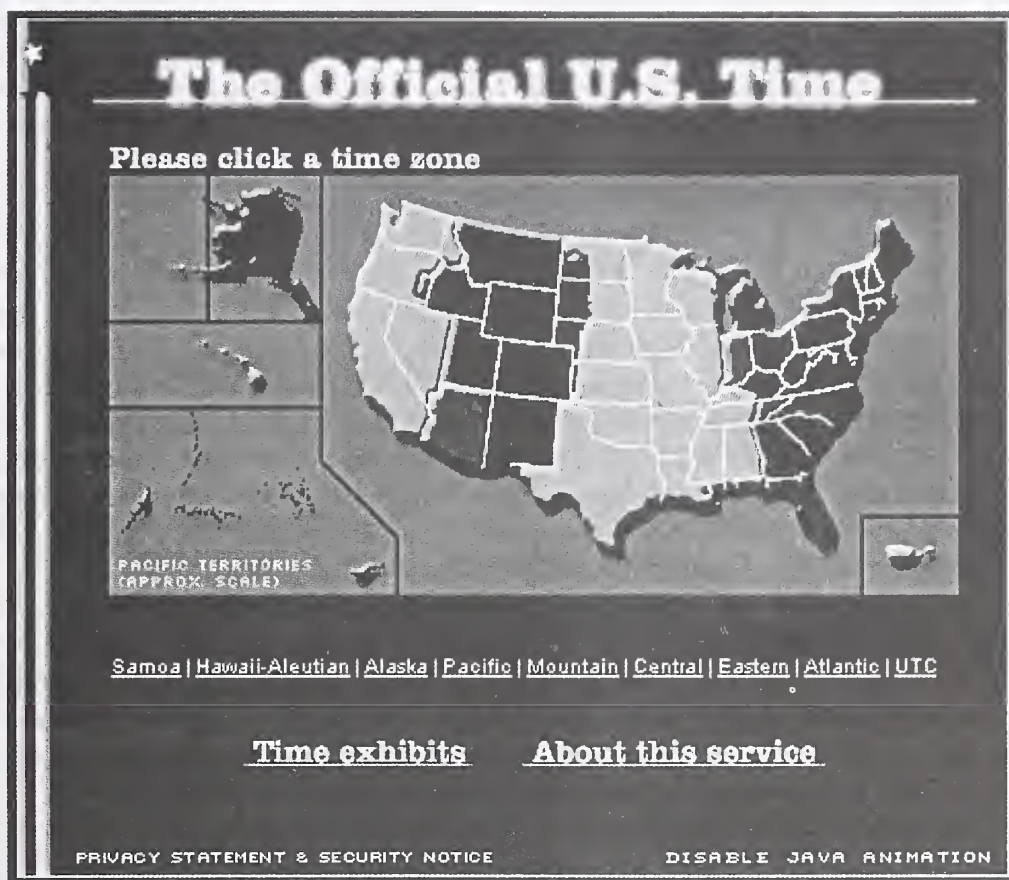 The Official U.S. Time
Please click a time zone
PACIFIC TERRITORIES
(APPROX. SCALE)
Samoa | Hawaii-Aleutian | Alaska | Pacific | Mountain | Central | Eastern | Atlantic | UTC
Time exhibits About this service
PRIVACY STATEMENT & SECURITY NOTICE DISABLE JAVA ANIMATION